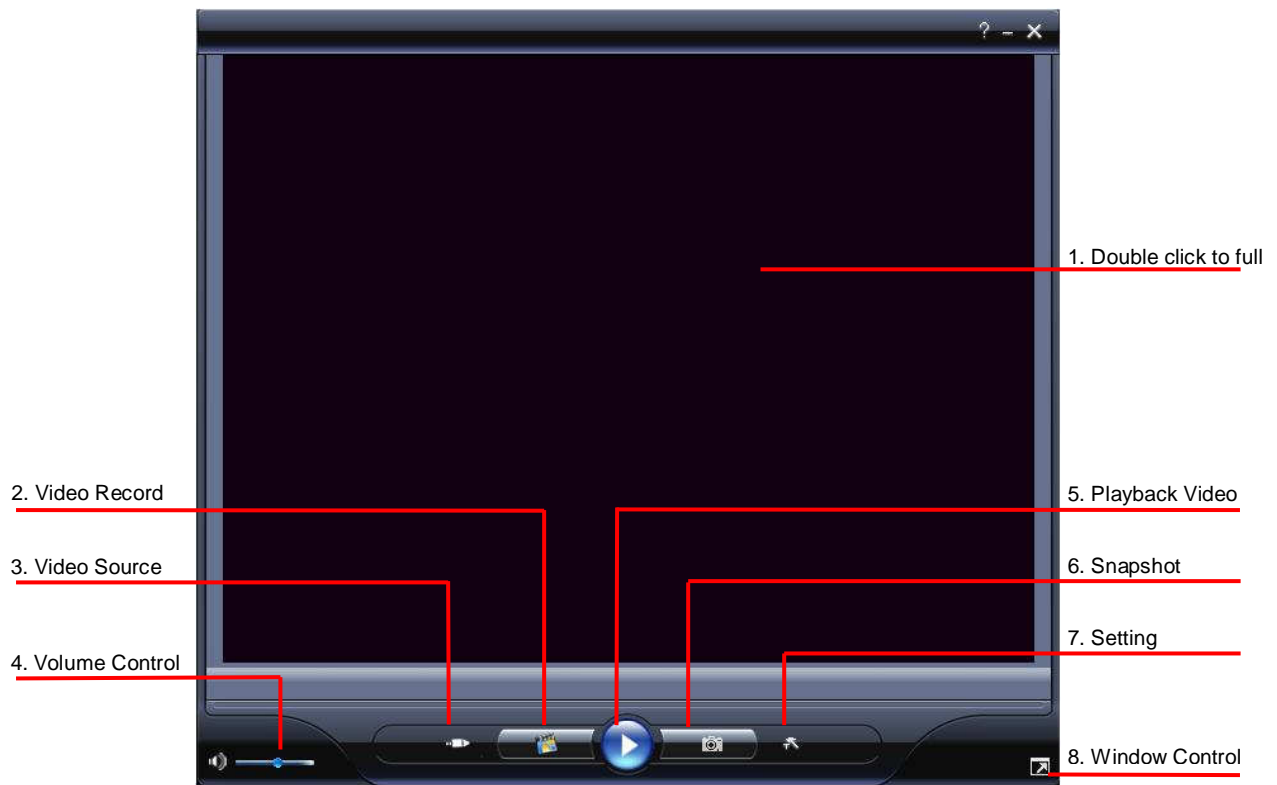 ?
1. Double click to full
2. Video Record
3. Video Source
4. Volume Control
5. Playback Video
6. Snapshot
7. Setting
8. Window Control